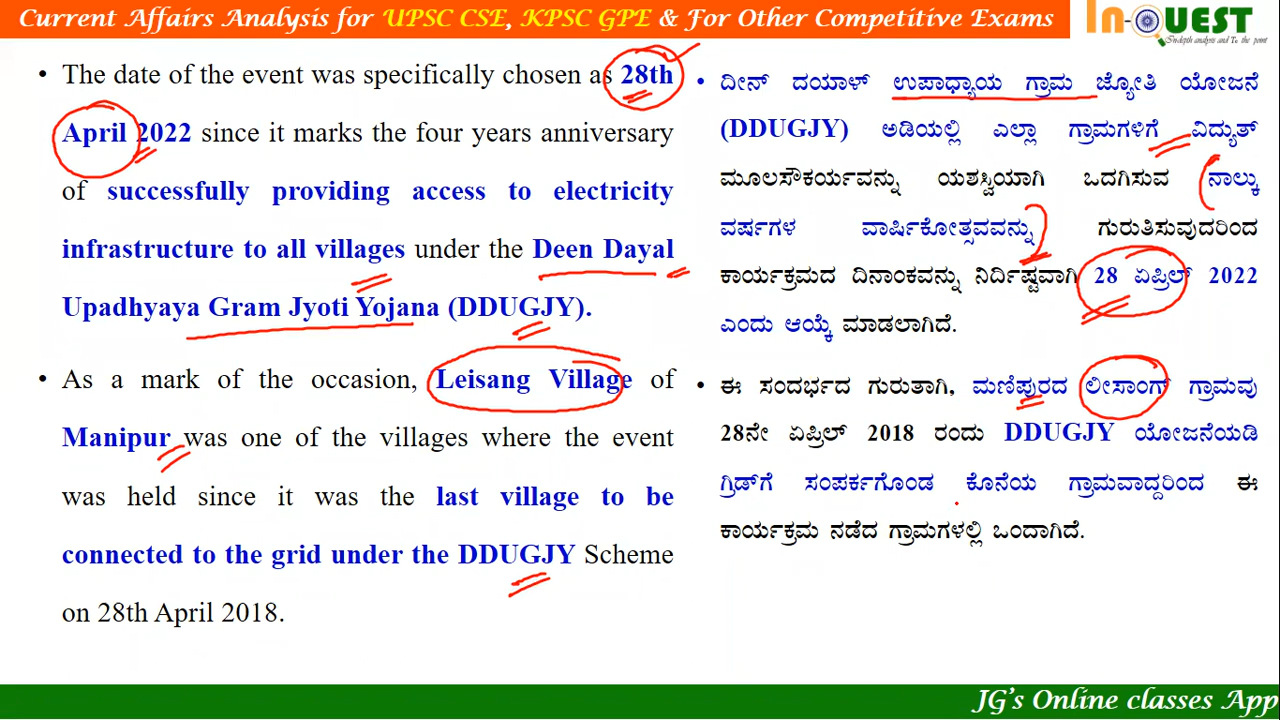 Current Affairs Analysis for UPSC CSE, KPSC GPE & For Other Competitive Exams
In-QUEST
In-depth analysis and To the point
• The date of the event was specifically chosen as 28th
April 2022 since it marks the four years anniversary
of successfully providing access to electricity
infrastructure to all villages under the Deen Dayal
Upadhyaya Gram Jyoti Yojana (DDUGJY).
• As a mark of the occasion, Leisang Village of
Manipur was one of the villages where the event
was held since it was the last village to be
connected to the grid under the DDUGJY Scheme
on 28th April 2018.
• ದೀನ್ ದಯಾಳ್ ಉಪಾಧ್ಯಾಯ ಗ್ರಾಮ ಜ್ಯೋತಿ ಯೋಜನೆ
(DDUGJY) ಅಡಿಯಲ್ಲಿ ಎಲ್ಲಾ ಗ್ರಾಮಗಳಿಗೆ ವಿದ್ಯುತ್
ಮೂಲಸೌಕರ್ಯವನ್ನು ಯಶಸ್ವಿಯಾಗಿ ಒದಗಿಸುವ ನಾಲ್ಕು
ವರ್ಷಗಳ ವಾರ್ಷಿಕೋತ್ಸವವನ್ನು ಗುರುತಿಸುವುದರಿಂದ
ಕಾರ್ಯಕ್ರಮದ ದಿನಾಂಕವನ್ನು ನಿರ್ದಿಷ್ಟವಾಗಿ 28 ಏಪ್ರಿಲ್ 2022
ಎಂದು ಆಯ್ಕೆ ಮಾಡಲಾಗಿದೆ.
• ಈ ಸಂದರ್ಭದ ಗುರುತಾಗಿ, ಮಣಿಪುರದ ಲೀಸಾಂಗ್ ಗ್ರಾಮವು
28ನೇ ಏಪ್ರಿಲ್ 2018 ರಂದು DDUGJY ಯೋಜನೆಯಡಿ
ಗ್ರಿಡ್‌ಗೆ ಸಂಪರ್ಕಗೊಂಡ ಕೊನೆಯ ಗ್ರಾಮವಾದ್ದರಿಂದ ಈ
ಕಾರ್ಯಕ್ರಮ ನಡೆದ ಗ್ರಾಮಗಳಲ್ಲಿ ಒಂದಾಗಿದೆ.
JG's Online classes App